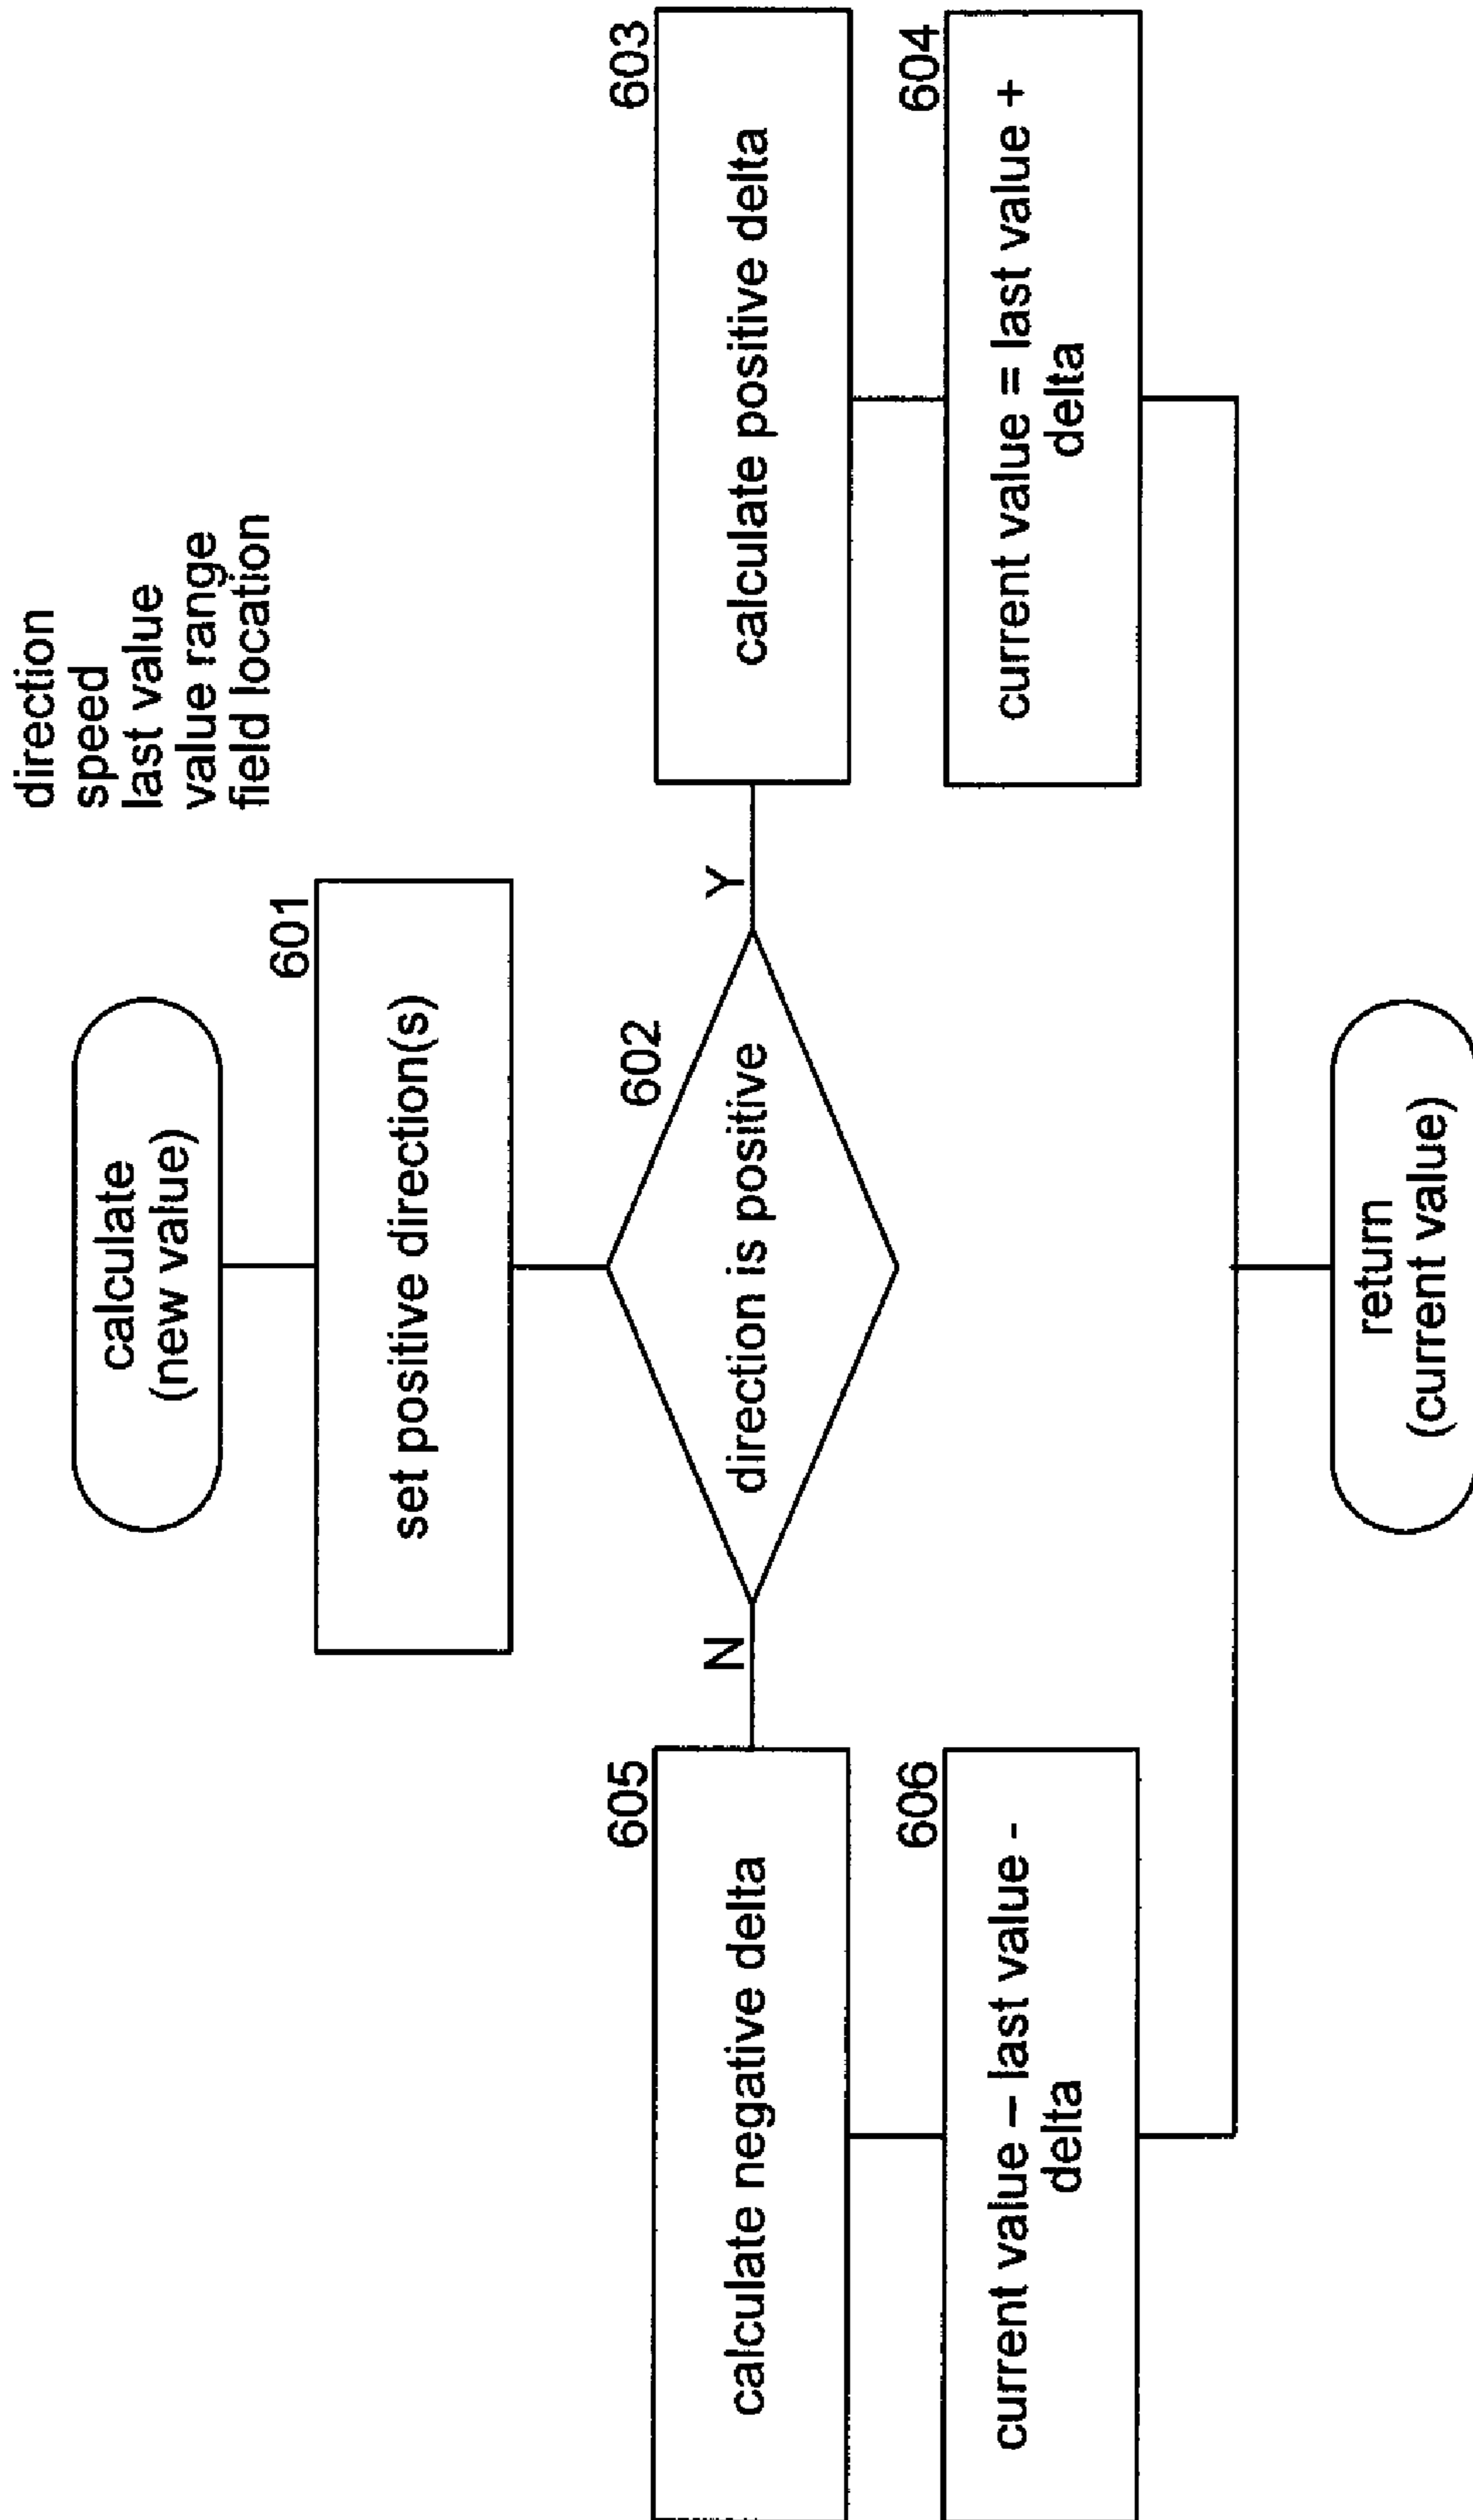 calculate
(new value)
direction
speed
last value
value range
field location
601
set positive direction(s)
602
direction is positive
N
Y
605
calculate negative delta
603
calculate positive delta
606
current value – last value -
delta
604
current value = last value +
delta
return
(current value)